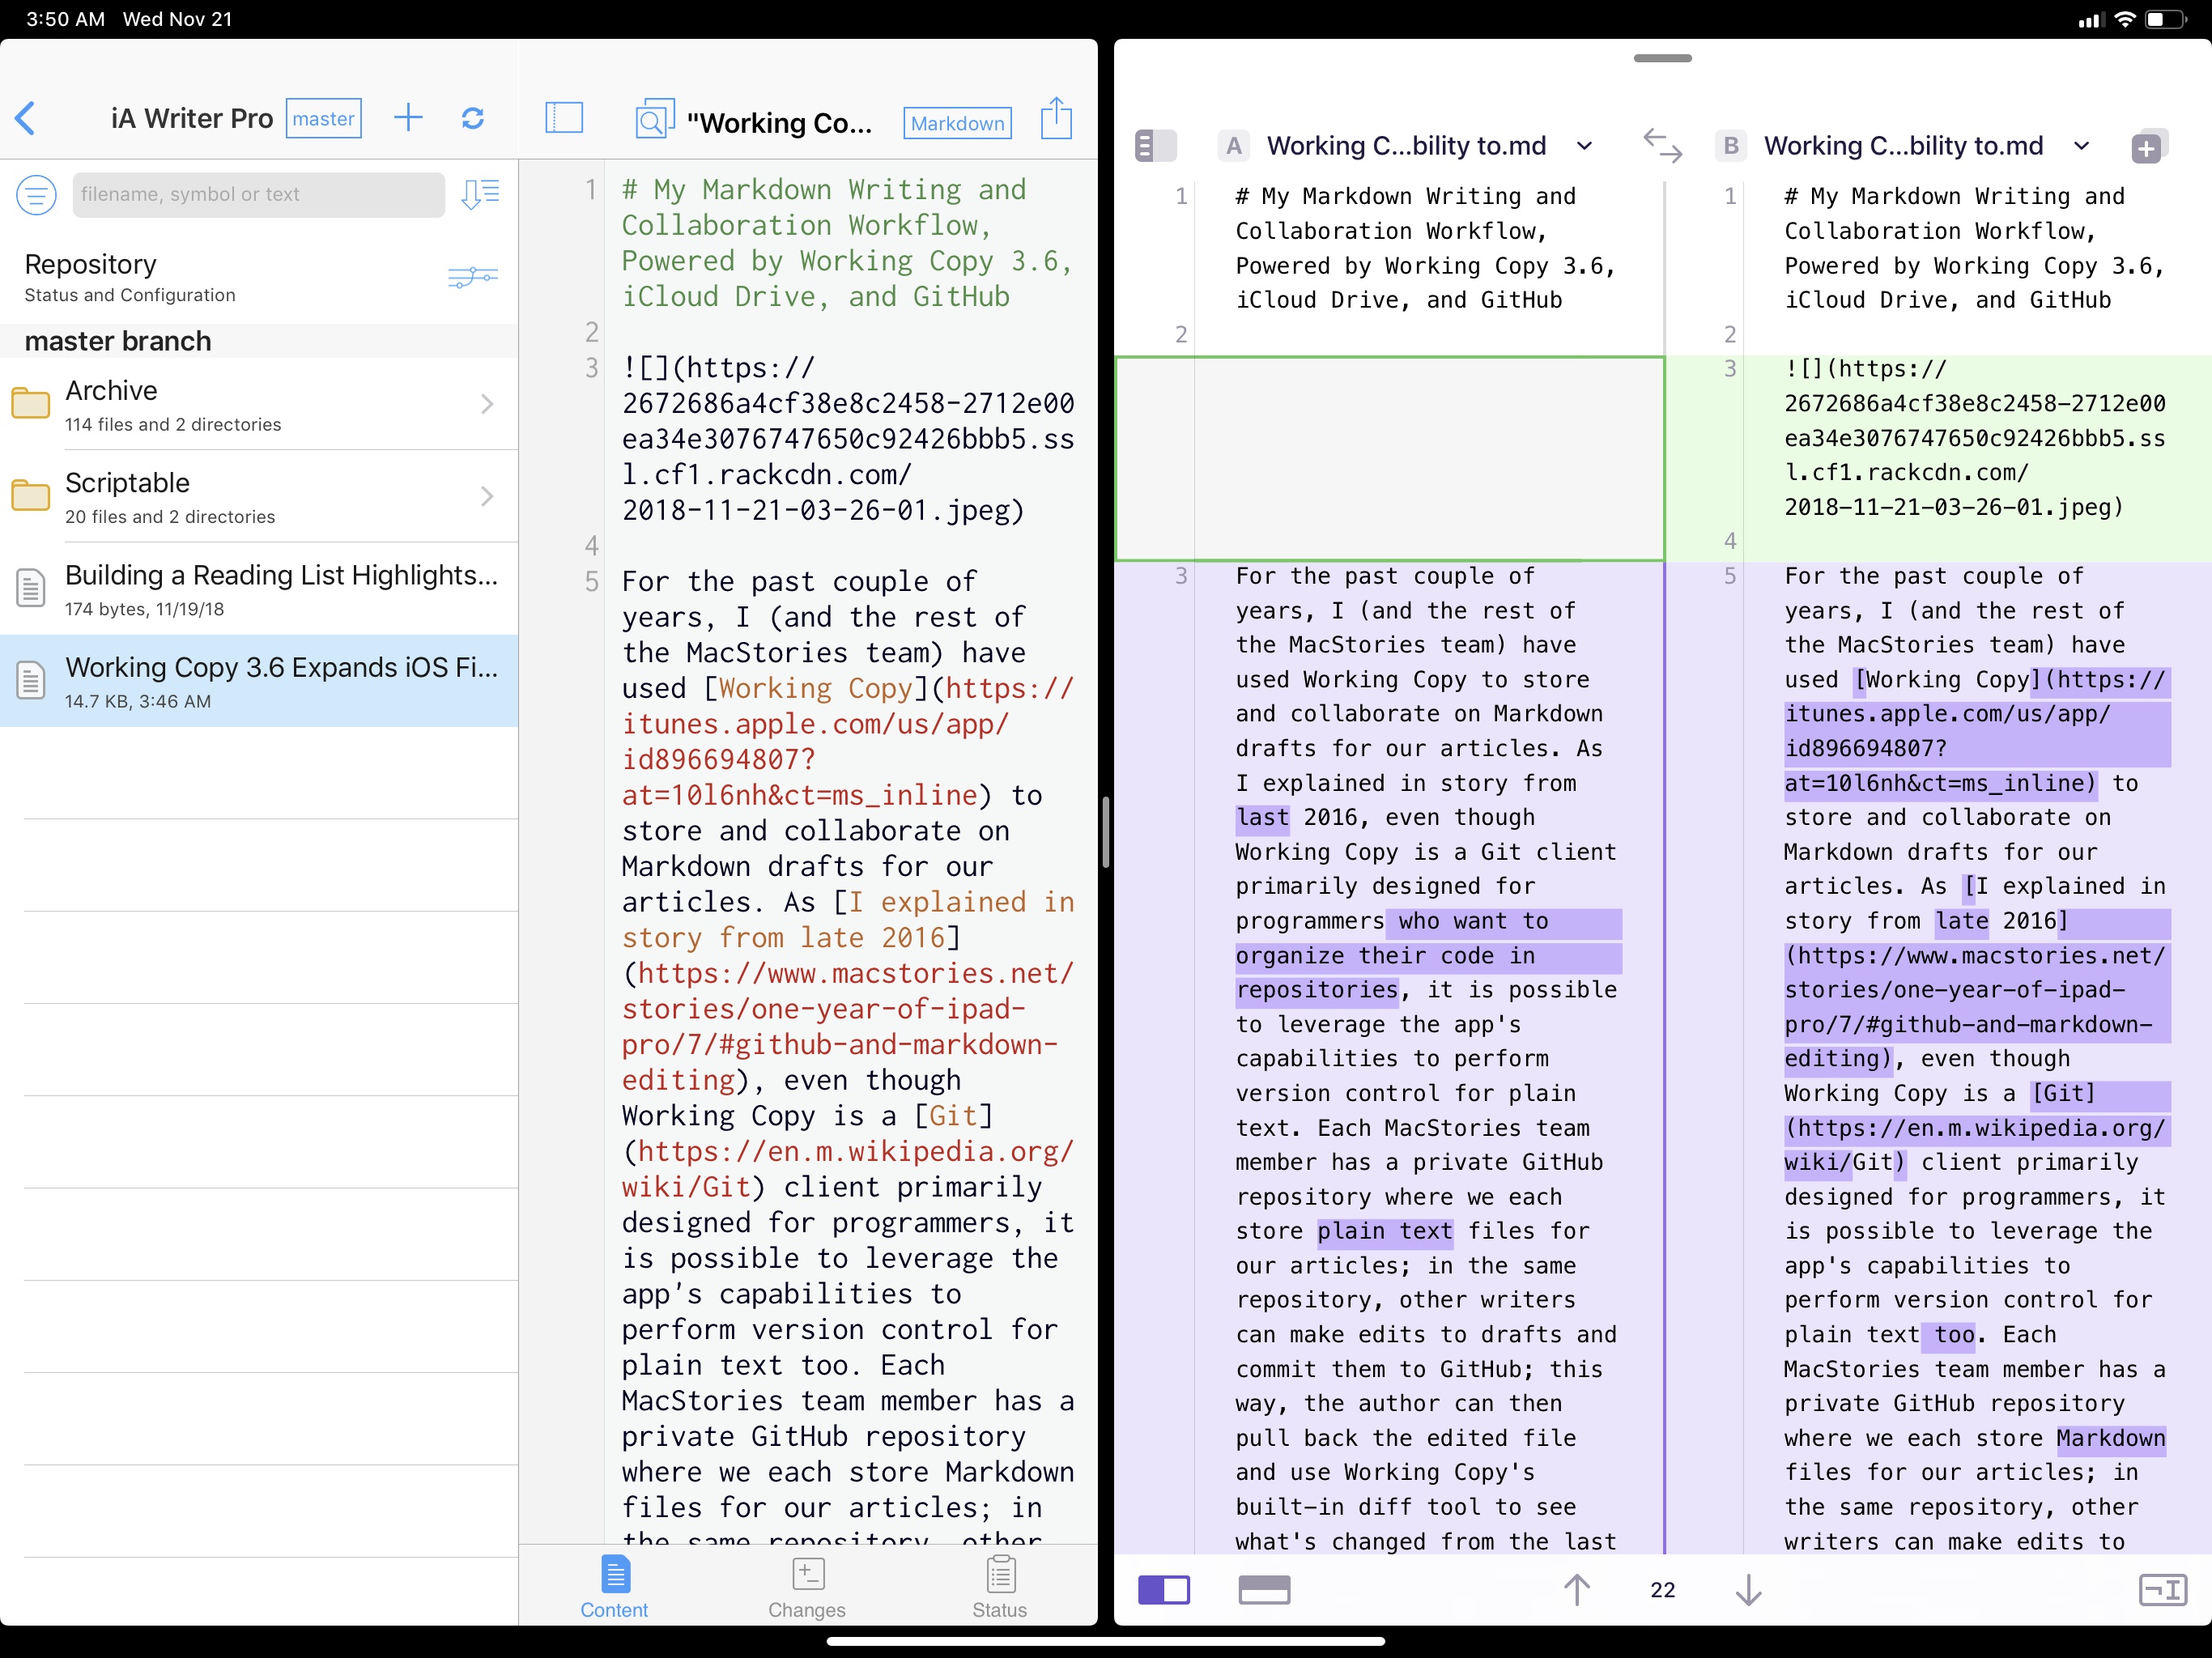 3:50 AM Wed Nov 21
iA Writer Pro
master
filename, symbol or text
Repository
Status and Configuration
master branch
Archive
114 files and 2 directories
Scriptable
20 files and 2 directories
Building a Reading List Highlights...
174 bytes, 11/19/18
Working Copy 3.6 Expands iOS Fi...
14.7 KB, 3:46 AM
"Working Co...
Markdown
1 # My Markdown Writing and
Collaboration Workflow,
Powered by Working Copy 3.6,
iCloud Drive, and GitHub
2
3 ![](https://
2672686a4cf38e8c2458-2712e00
ea34e3076747650c92426bbb5.ss
l.cf1.rackcdn.com/
2018-11-21-03-26-01.jpeg)
4
5 For the past couple of
years, I (and the rest of
the MacStories team) have
used [Working Copy](https://
itunes.apple.com/us/app/
id896694807?
at=10l6nh&ct=ms_inline) to
store and collaborate on
Markdown drafts for our
articles. As [I explained in
story from late 2016]
(https://www.macstories.net/
stories/one-year-of-ipad-
pro/7/#github-and-markdown-
editing), even though
Working Copy is a [Git]
(https://en.m.wikipedia.org/
wiki/Git) client primarily
designed for programmers, it
is possible to leverage the
app's capabilities to
perform version control for
plain text too. Each
MacStories team member has a
private GitHub repository
where we each store Markdown
files for our articles; in
the same repository, other
Content
Changes
Status
A Working C...bility to.md
1 # My Markdown Writing and
Collaboration Workflow,
Powered by Working Copy 3.6,
iCloud Drive, and GitHub
2
3 For the past couple of
years, I (and the rest of
the MacStories team) have
used Working Copy to store
and collaborate on Markdown
drafts for our articles. As
I explained in story from
last 2016, even though
Working Copy is a Git client
primarily designed for
programmers who want to
organize their code in
repositories, it is possible
to leverage the app's
capabilities to perform
version control for plain
text. Each MacStories team
member has a private GitHub
repository where we each
store plain text files for
our articles; in the same
repository, other writers
can make edits to drafts and
commit them to GitHub; this
way, the author can then
pull back the edited file
and use Working Copy's
built-in diff tool to see
what's changed from the last
B Working C...bility to.md
1 # My Markdown Writing and
Collaboration Workflow,
Powered by Working Copy 3.6,
iCloud Drive, and GitHub
2
3 ![](https://
2672686a4cf38e8c2458-2712e00
ea34e3076747650c92426bbb5.ss
l.cf1.rackcdn.com/
2018-11-21-03-26-01.jpeg)
4
5 For the past couple of
years, I (and the rest of
the MacStories team) have
used [Working Copy](https://
itunes.apple.com/us/app/
id896694807?
at=10l6nh&ct=ms_inline) to
store and collaborate on
Markdown drafts for our
articles. As [I explained in
story from late 2016]
(https://www.macstories.net/
stories/one-year-of-ipad-
pro/7/#github-and-markdown-
editing), even though
Working Copy is a [Git]
(https://en.m.wikipedia.org/
wiki/Git) client primarily
designed for programmers, it
is possible to leverage the
app's capabilities to
perform version control for
plain text too. Each
MacStories team member has a
private GitHub repository
where we each store Markdown
files for our articles; in
the same repository, other
writers can make edits to
22